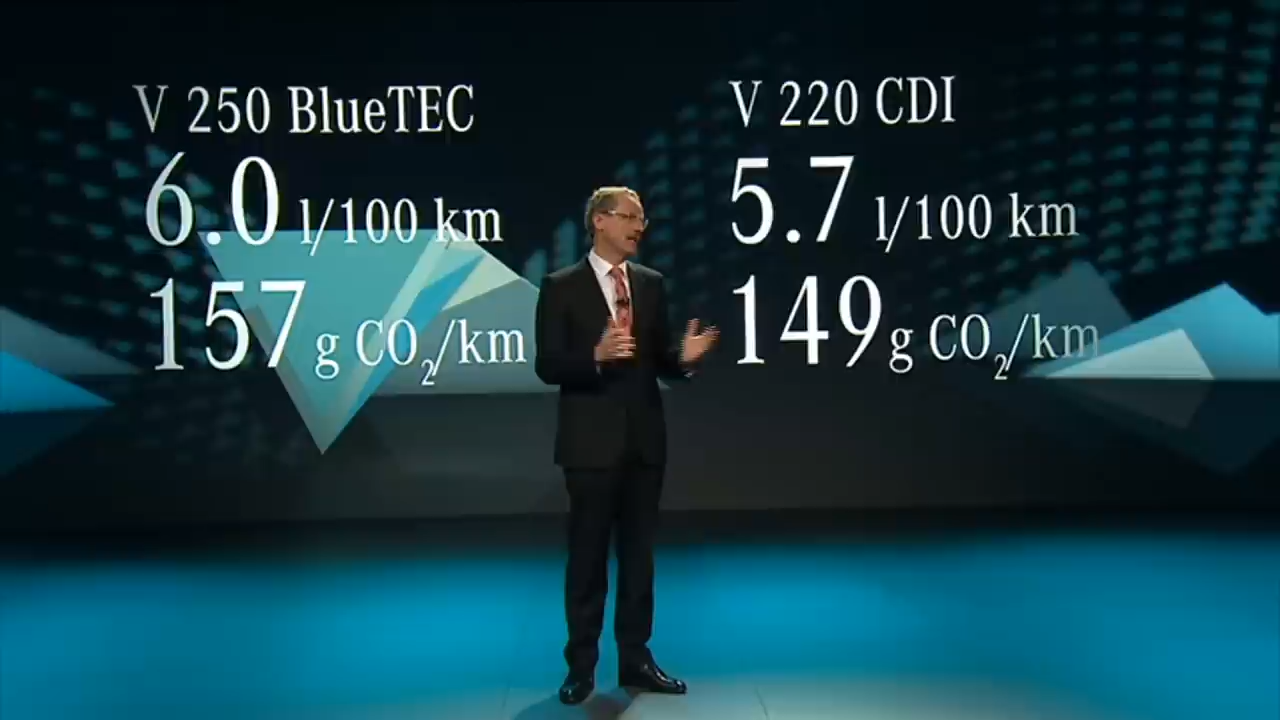 V 250 BlueTEC
6.0 l/100 km
157 g CO₂/km
V 220 CDI
5.7 l/100 km
149 g CO₂/km